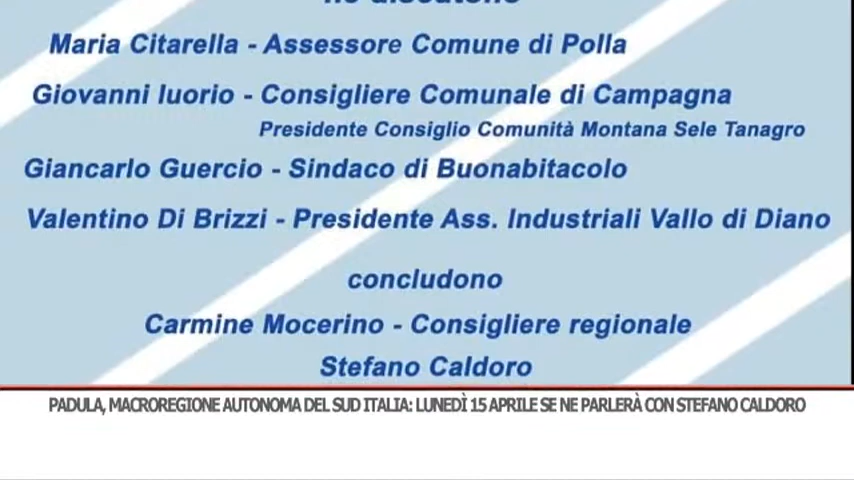 ne discutono
Maria Citarella - Assessore Comune di Polla
Giovanni Iuorio - Consigliere Comunale di Campagna
Presidente Consiglio Comunità Montana Sele Tanagro
Giancarlo Guercio - Sindaco di Buonabitacolo
Valentino Di Brizzi - Presidente Ass. Industriali Vallo di Diano
concludono
Carmine Mocerino - Consigliere regionale
Stefano Caldoro
PADULA, MACROREGIONE AUTONOMA DEL SUD ITALIA: LUNEDÌ 15 APRILE SE NE PARLERÀ CON STEFANO CALDORO